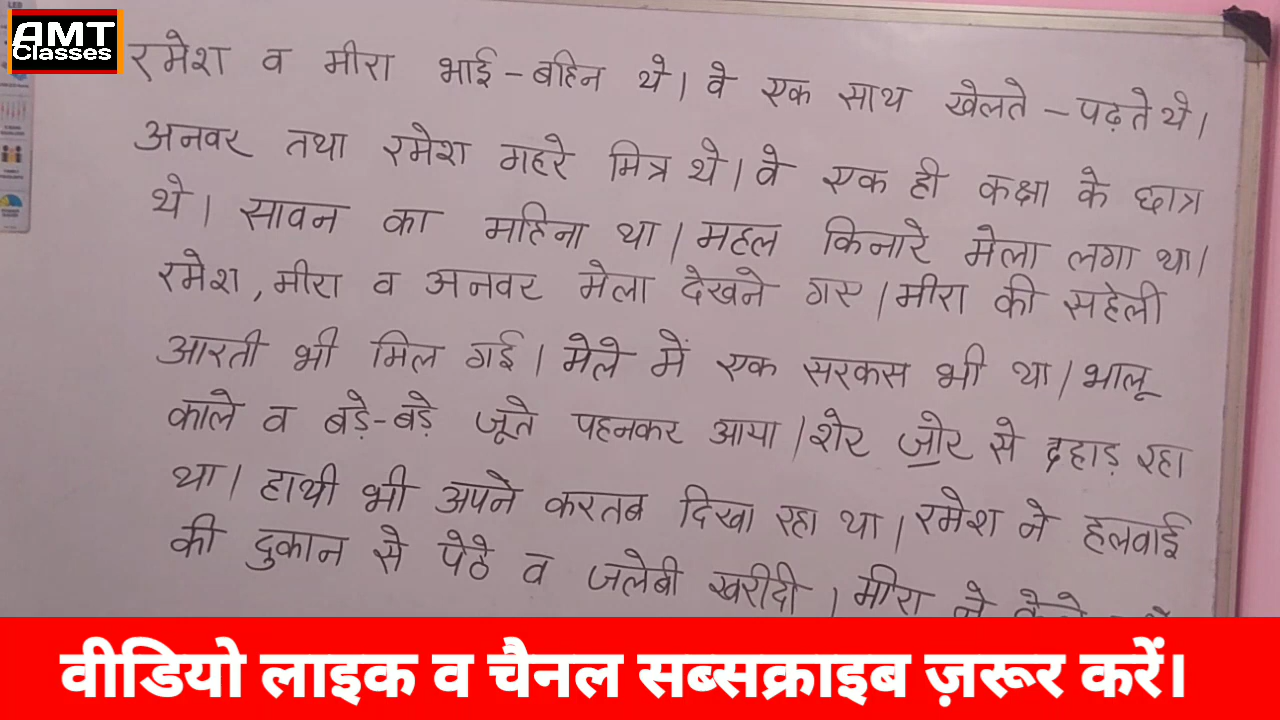 AMT
Classes
रमेश व मीरा भाई-बहिन थे। वे एक साथ खेलते-पढ़ते थे।
अनवर तथा रमेश गहरे मित्र थे। वे एक ही कक्षा के छात्र
थे। सावन का महिना था। महल किनारे मेला लगा था।
रमेश, मीरा व अनवर मेला देखने गए। मीरा की सहेली
आरती भी मिल गई। मेले में एक सरकस भी था। भालू
काले व बड़े-बड़े जूते पहनकर आया। शेर ज़ोर से दहाड़ रहा
था। हाथी भी अपने करतब दिखा रहा था। रमेश ने हलवाई
की दुकान से पेठे व जलेबी खरीदी। मीरा ने
वीडियो लाइक व चैनल सब्सक्राइब ज़रूर करें।